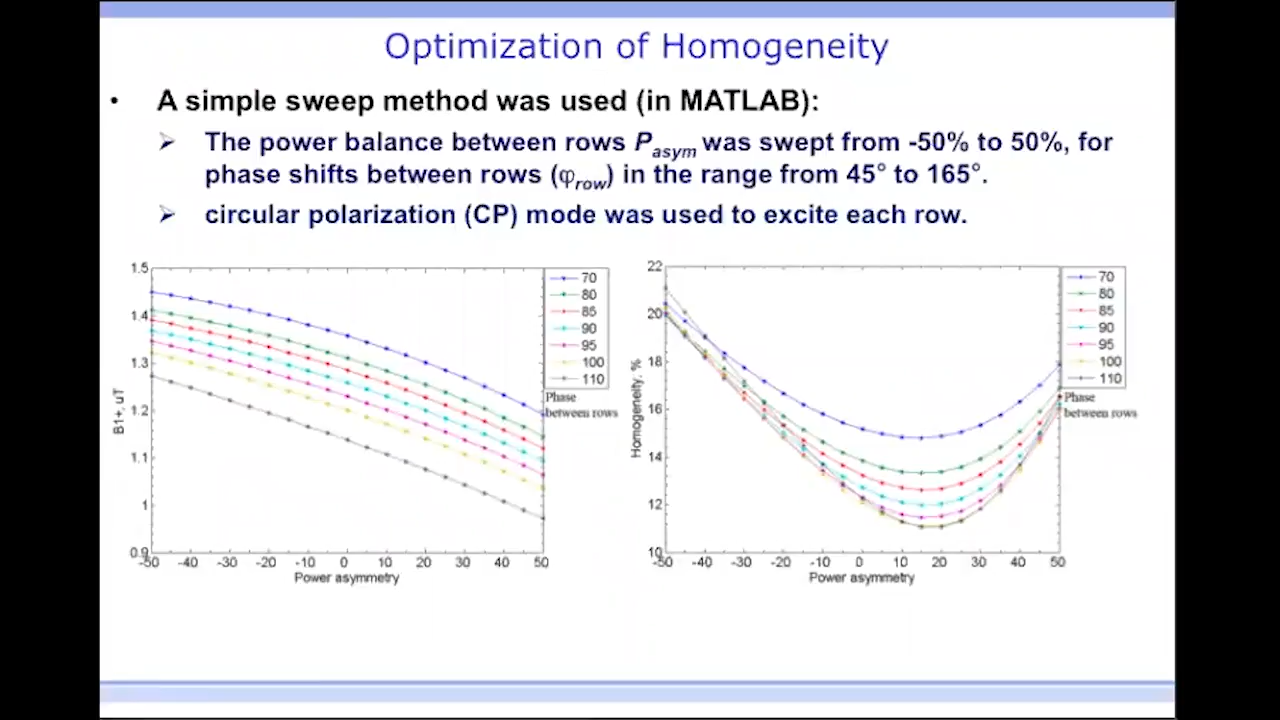 Optimization of Homogeneity
• A simple sweep method was used (in MATLAB):
➢ The power balance between rows Pasym was swept from -50% to 50%, for
phase shifts between rows (φrow) in the range from 45° to 165°.
➢ circular polarization (CP) mode was used to excite each row.
1.5
1.4
1.3
1.2
1.1
1
0.9
B1+, uT
-50 -40 -30 -20 -10 0 10 20 30 40 50
Power asymmetry
70
80
85
90
95
100
110
Phase
between rows
22
20
18
16
14
12
10
Homogeneity, %
-50 -40 -30 -20 -10 0 10 20 30 40 50
Power asymmetry
70
80
85
90
95
100
110
Phase
between rows